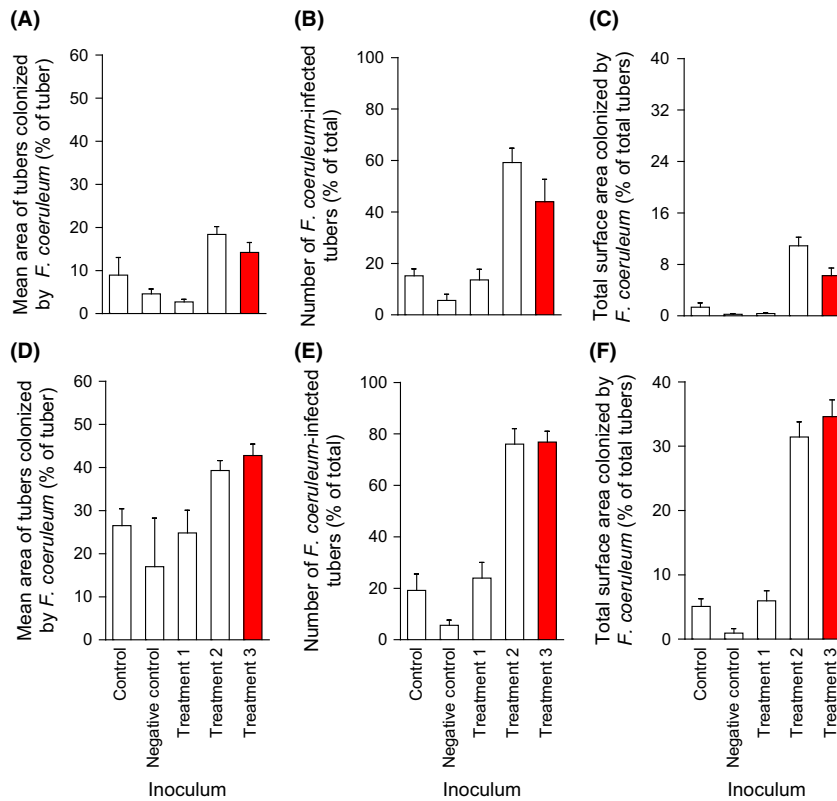 (A)
Mean area of tubers colonized
by F. coeruleum (% of tuber)
60
50
40
30
20
10
0
(B)
Number of F. coeruleum-infected
tubers (% of total)
100
80
60
40
20
0
(C)
Total surface area colonized by
F. coeruleum (% of total tubers)
40
32
24
16
8
0
(D)
Mean area of tubers colonized
by F. coeruleum (% of tuber)
60
50
40
30
20
10
0
Control
Negative control
Treatment 1
Treatment 2
Treatment 3
Inoculum
(E)
Number of F. coeruleum-infected
tubers (% of total)
100
80
60
40
20
0
Control
Negative control
Treatment 1
Treatment 2
Treatment 3
Inoculum
(F)
Total surface area colonized by
F. coeruleum (% of total tubers)
40
30
20
10
0
Control
Negative control
Treatment 1
Treatment 2
Treatment 3
Inoculum